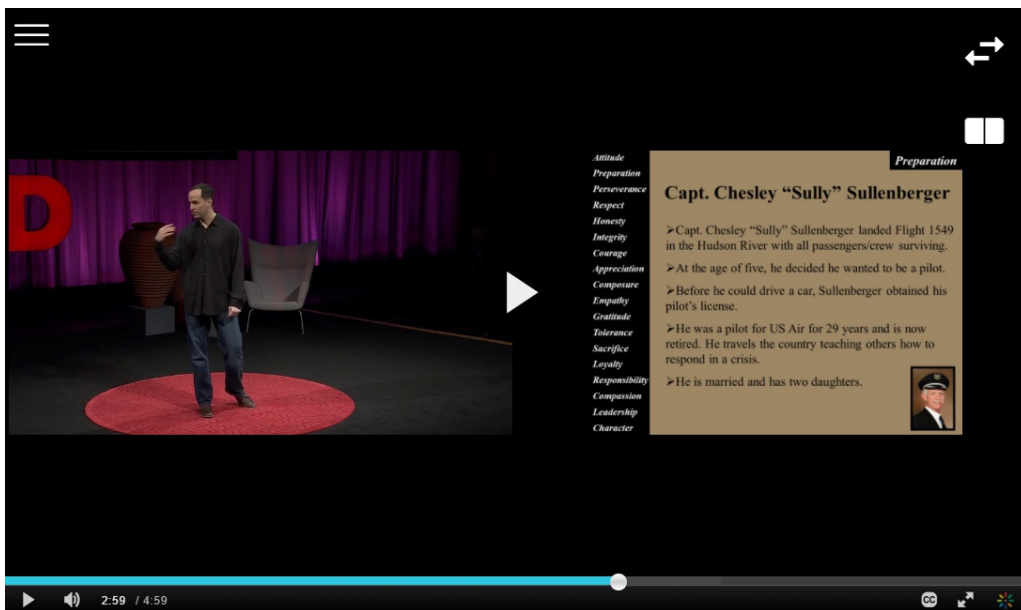 D
Attitude
Preparation
Perseverance
Respect
Honesty
Integrity
Courage
Appreciation
Composure
Empathy
Gratitude
Tolerance
Sacrifice
Loyalty
Responsibility
Compassion
Leadership
Character
Preparation
Capt. Chesley “Sully” Sullenberger
➢Capt. Chesley “Sully” Sullenberger landed Flight 1549
in the Hudson River with all passengers/crew surviving.
➢At the age of five, he decided he wanted to be a pilot.
➢Before he could drive a car, Sullenberger obtained his
pilot’s license.
➢He was a pilot for US Air for 29 years and is now
retired. He travels the country teaching others how to
respond in a crisis.
➢He is married and has two daughters.
2:59 / 4:59
CC